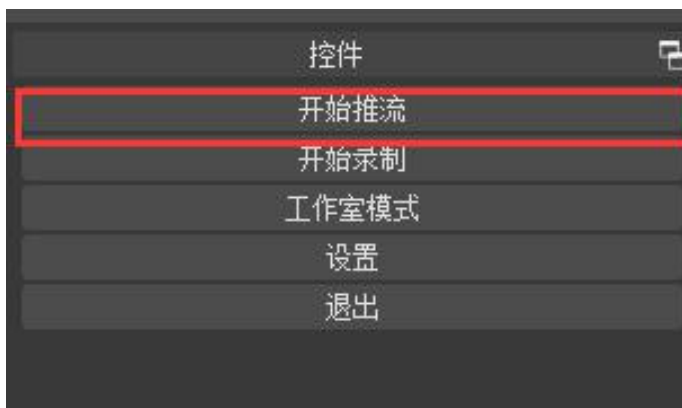 控件
开始推流
开始录制
工作室模式
设置
退出